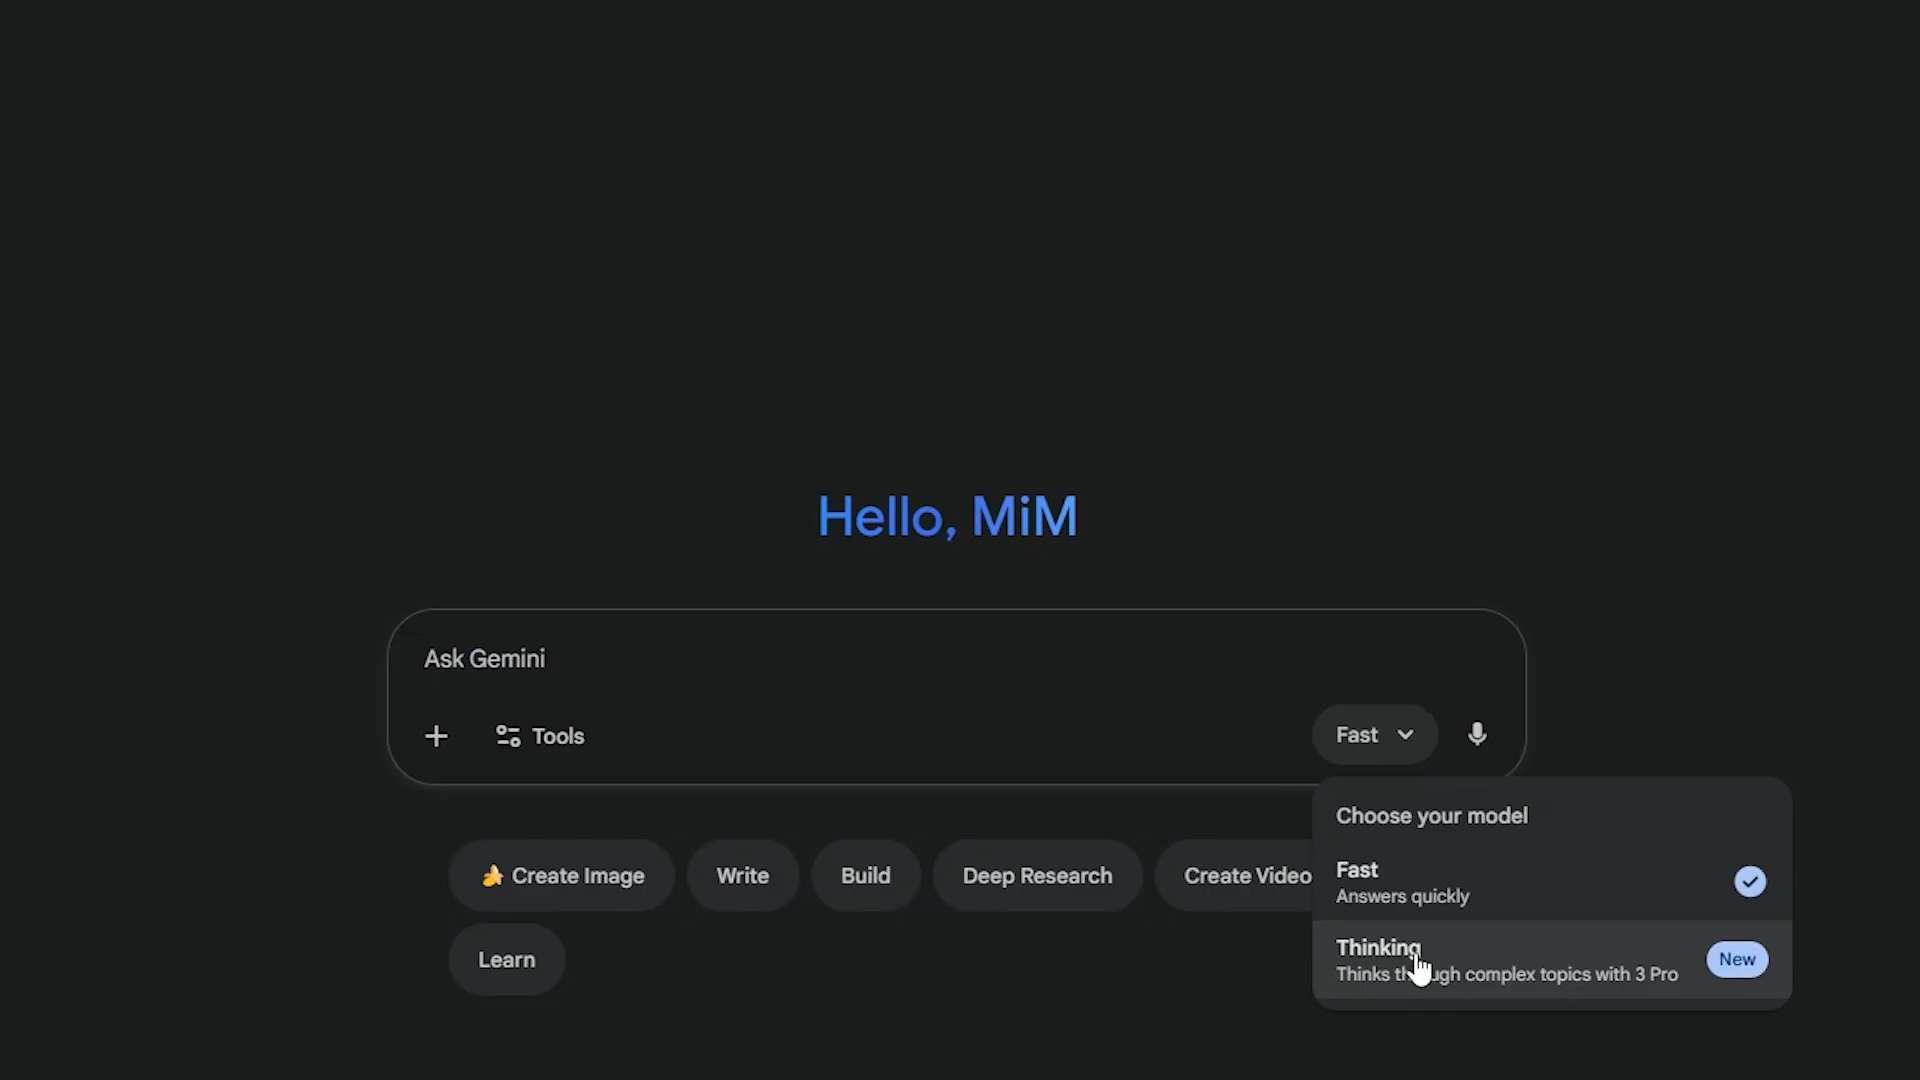 Hello, MiM
Ask Gemini
Tools
Fast
Choose your model
Fast
Answers quickly
Thinking
Thinks through complex topics with 3 Pro
New
Create Image
Write
Build
Deep Research
Create Video
Learn